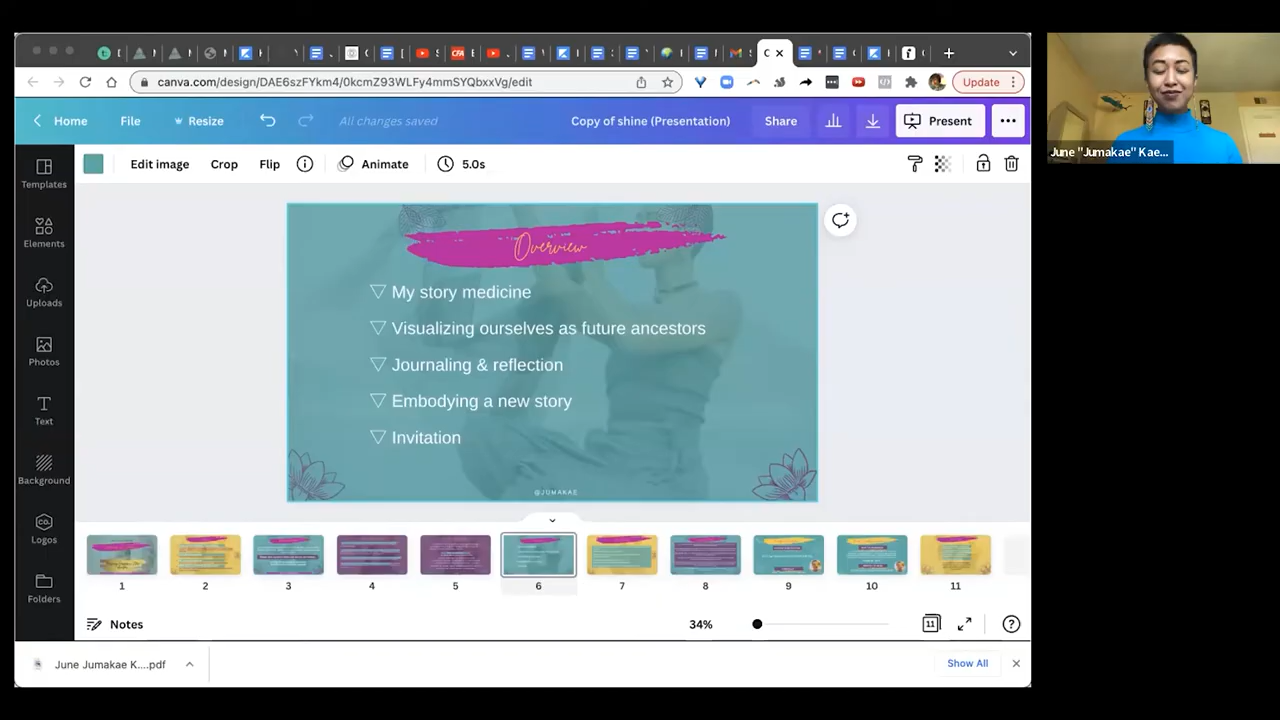 canva.com/design/DAE6szFYkm4/0kcmZ93WLFy4mmSYQbxxVg/edit
Update
Home
File
Resize
All changes saved
Copy of shine (Presentation)
Share
Present
Edit image
Crop
Flip
Animate
5.0s
June "Jumakae" Kae...
Templates
Elements
Uploads
Photos
Text
Background
Logos
Folders
Overview
My story medicine
Visualizing ourselves as future ancestors
Journaling & reflection
Embodying a new story
Invitation
@JUMAKAE
1
2
3
4
5
6
7
8
9
10
11
Notes
34%
11
June Jumakae K....pdf
Show All